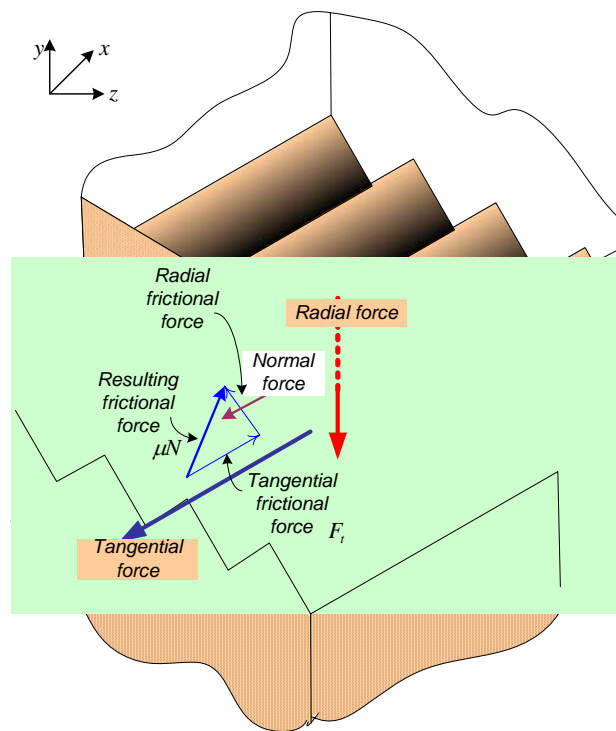 y
x
z
Radial
frictional
force
Radial force
Normal
force
Resulting
frictional
force
μN
Tangential
frictional
force
F_t
Tangential
force